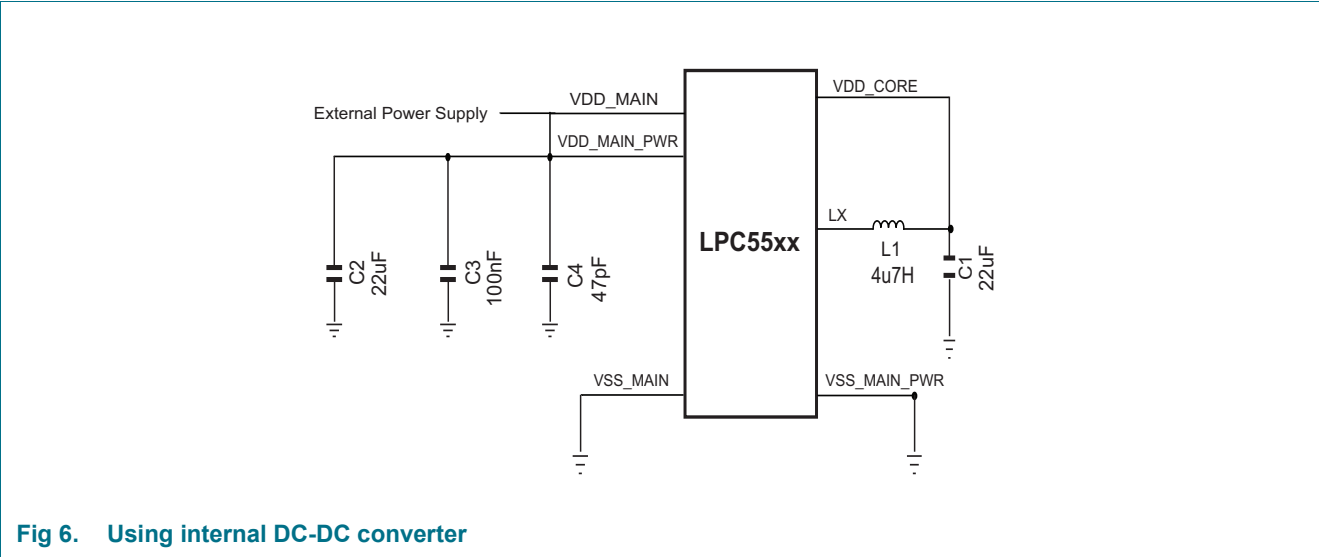 VDD_MAIN
External Power Supply
VDD_MAIN_PWR
C2
22uF
C3
100nF
C4
47pF
VSS_MAIN
LPC55xx
VDD_CORE
LX
L1
4u7H
C1
22uF
VSS_MAIN_PWR
Fig 6. Using internal DC-DC converter